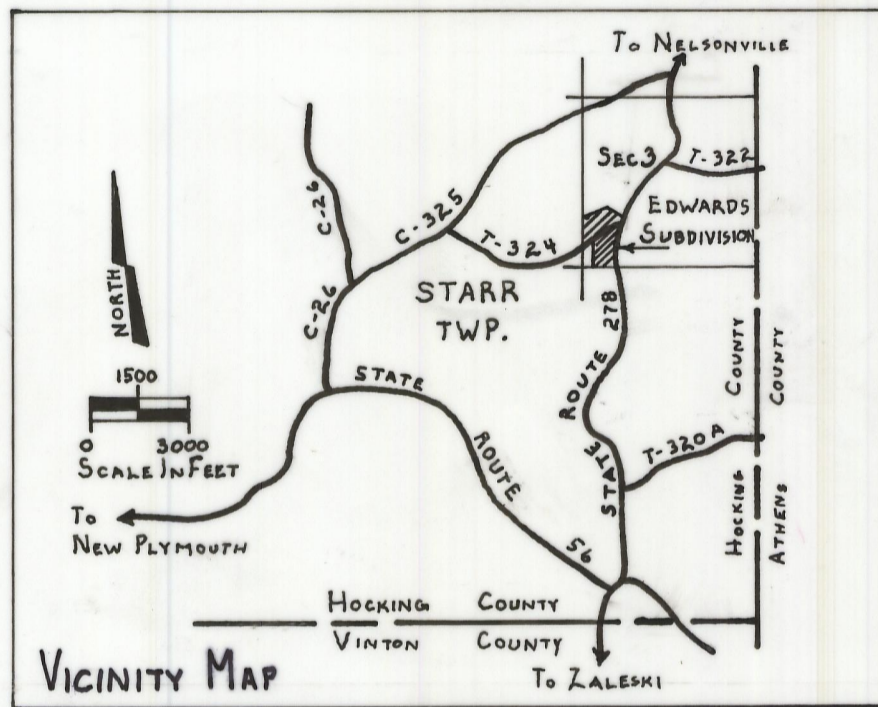 To Nelsonville
C-26
C-325
Sec 3
T-322
Edwards
Subdivision
T-324
C-26
Starr
Twp.
North
State Route 278
1500
0 3000
Scale In Feet
State Route 56
T-320A
Hocking County
Athens County
To
New Plymouth
Hocking County
Vinton County
To Zaleski
Vicinity Map